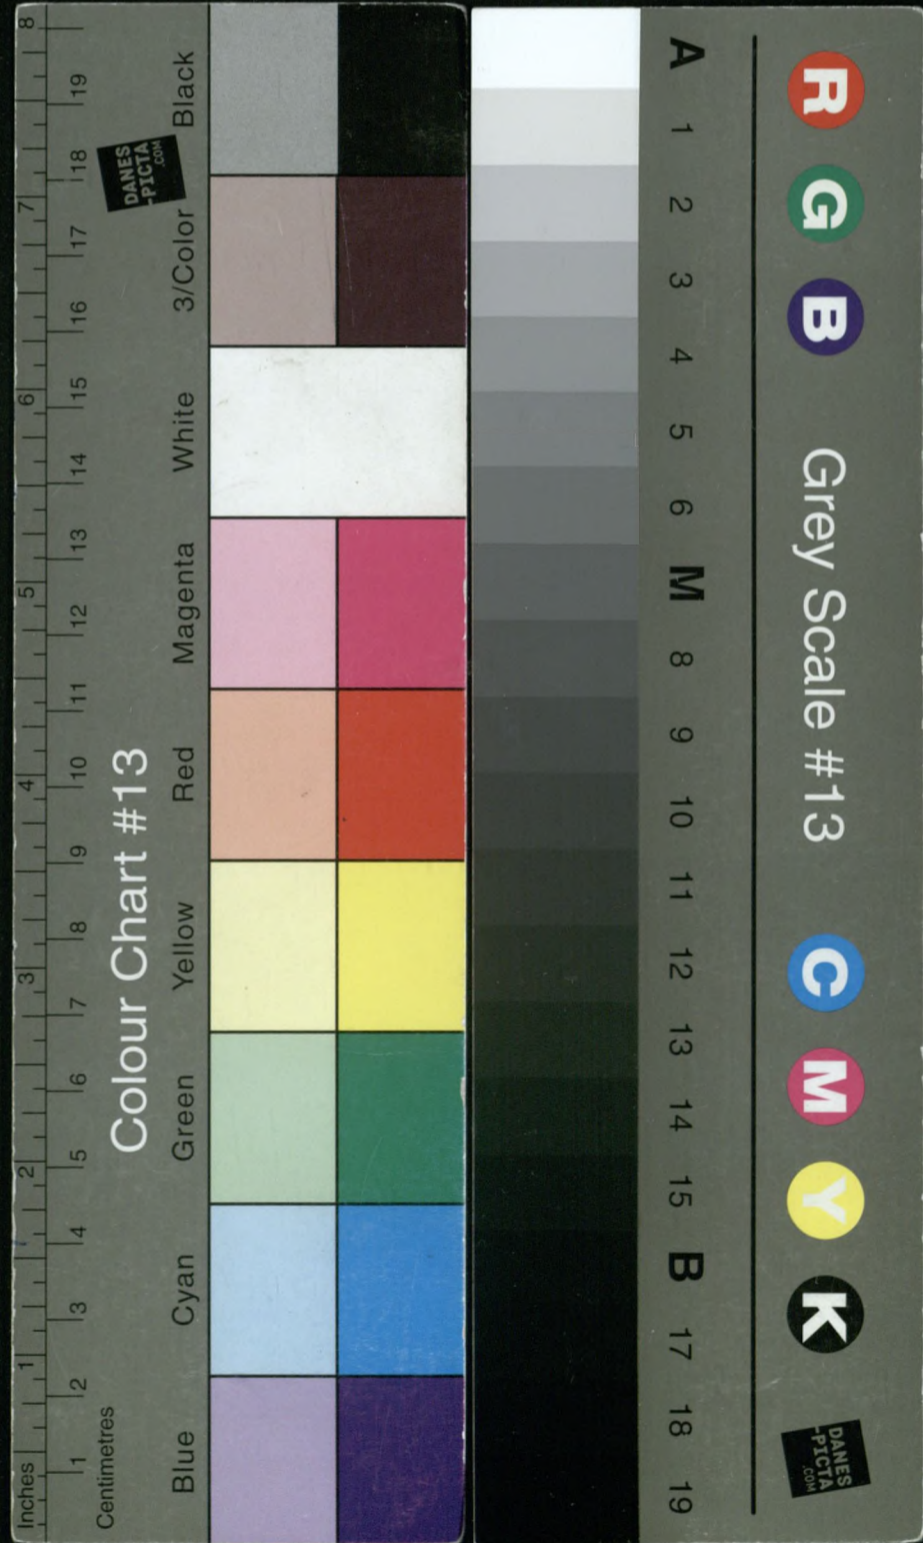 Colour Chart #13
Blue Cyan Green Yellow Red Magenta White 3/Color Black
DANES
-PICTA
.COM
Centimetres
1 2 3 4 5 6 7 8 9 10 11 12 13 14 15 16 17 18 19
Inches 1 2 3 4 5 6 7 8
R G B Grey Scale #13 C M Y K
DANES
-PICTA
.COM
A 1 2 3 4 5 6 M 8 9 10 11 12 13 14 15 B 17 18 19